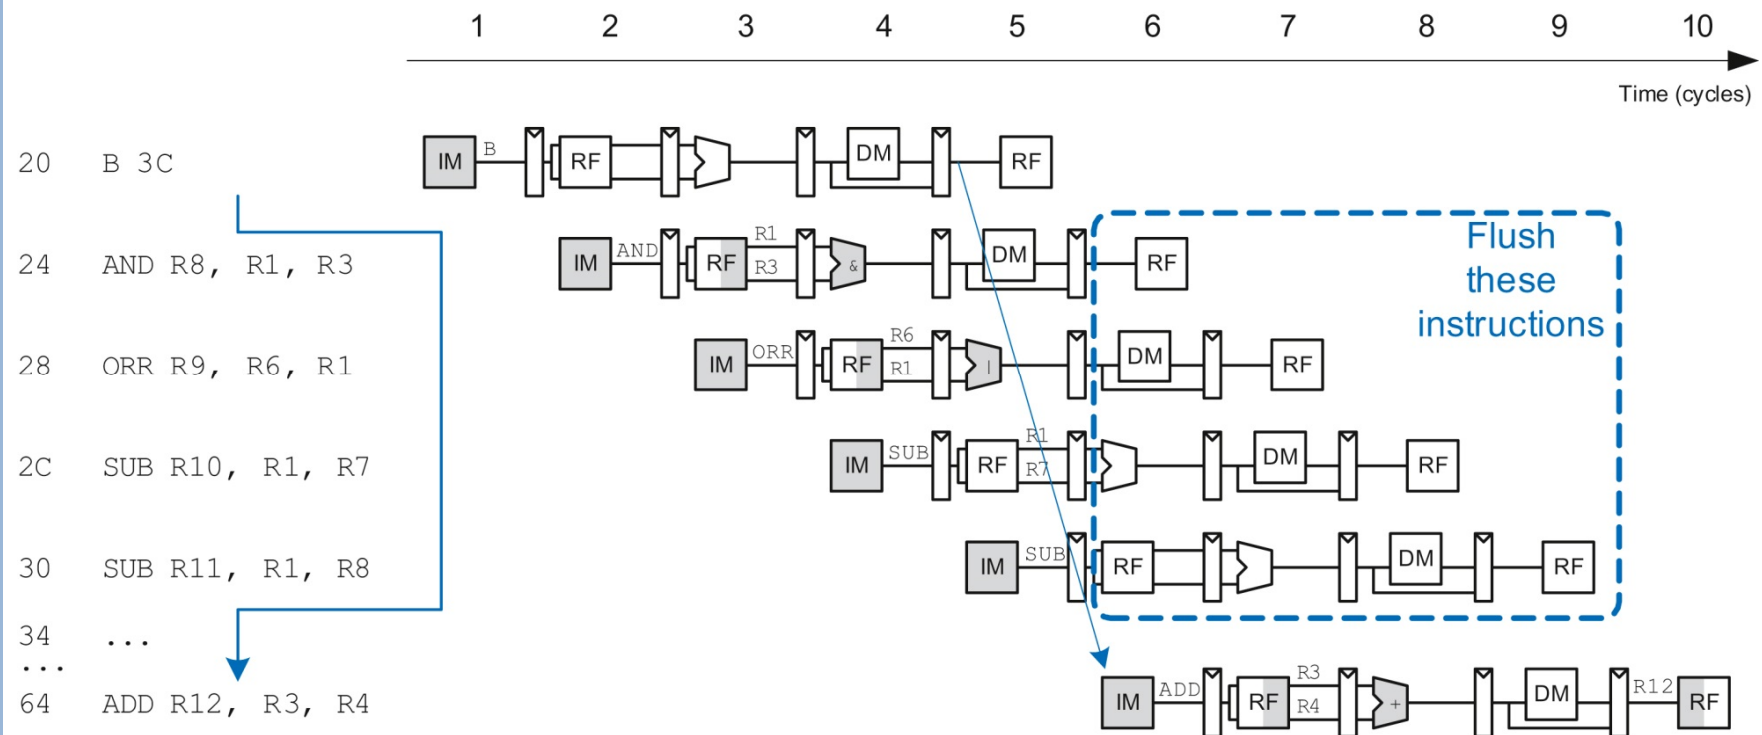 1 2 3 4 5 6 7 8 9 10
Time (cycles)
20 B 3C
IM B RF DM RF
24 AND R8, R1, R3
IM AND RF R1 R3 & DM RF
28 ORR R9, R6, R1
IM ORR RF R6 R1 | DM RF
2C SUB R10, R1, R7
IM SUB RF R1 R7 DM RF
30 SUB R11, R1, R8
IM SUB RF DM RF
34 ...
...
64 ADD R12, R3, R4
IM ADD RF R3 R4 + DM R12 RF
Flush
these
instructions